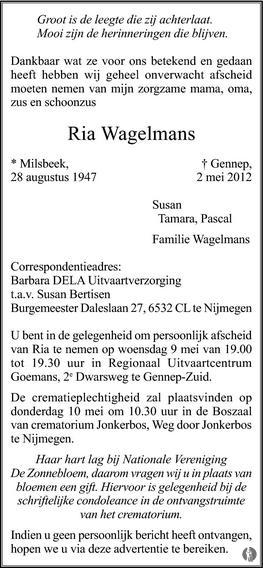 Groot is de leegte die zij achterlaat.
Mooi zijn de herinneringen die blijven.
Dankbaar wat ze voor ons betekend en gedaan
heeft hebben wij geheel onverwacht afscheid
moeten nemen van mijn zorgzame mama, oma,
zus en schoonzus
Ria Wagelmans
* Milsbeek, † Gennep,
28 augustus 1947 2 mei 2012
Susan
Tamara, Pascal
Familie Wagelmans
Correspondentieadres:
Barbara DELA Uitvaartverzorging
t.a.v. Susan Bertisen
Burgemeester Daleslaan 27, 6532 CL te Nijmegen
U bent in de gelegenheid om persoonlijk afscheid
van Ria te nemen op woensdag 9 mei van 19.00
tot 19.30 uur in Regionaal Uitvaartcentrum
Goemans, 2e Dwarsweg te Gennep-Zuid.
De crematieplechtigheid zal plaatsvinden op
donderdag 10 mei om 10.30 uur in de Boszaal
van crematorium Jonkerbos, Weg door Jonkerbos
te Nijmegen.
Haar hart lag bij Nationale Vereniging
De Zonnebloem, daarom vragen wij u in plaats van
bloemen een gift. Hiervoor is gelegenheid bij de
schriftelijke condoleance in de ontvangstruimte
van het crematorium.
Indien u geen persoonlijk bericht heeft ontvangen,
hopen we u via deze advertentie te bereiken.